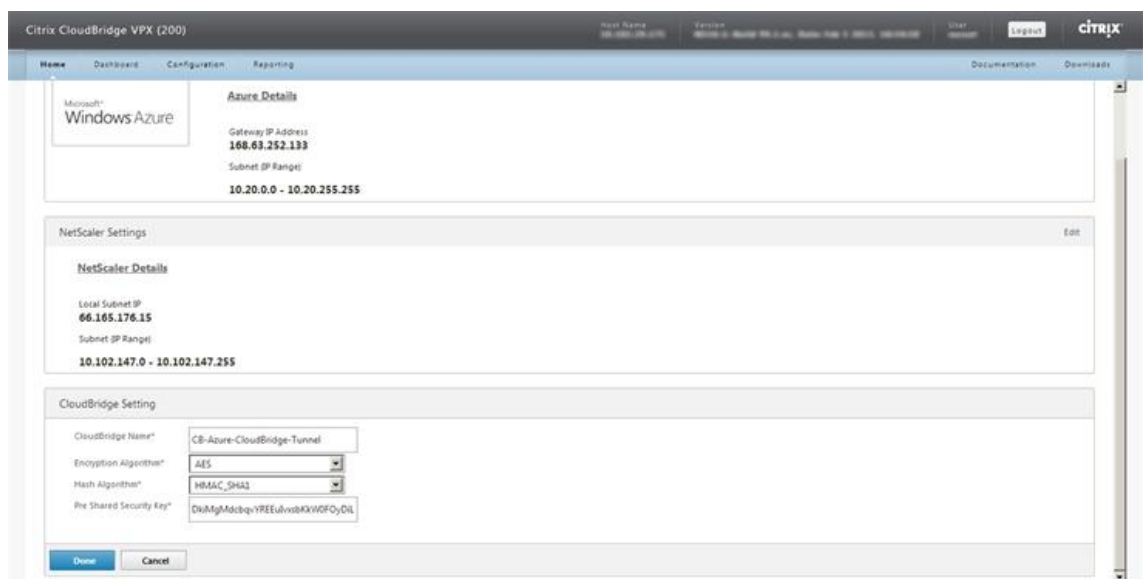 Citrix CloudBridge VPX (200)
Host Name
Version
User
Logout
CITRIX
Home Dashboard Configuration Reporting Documentation Downloads
Microsoft®
Windows Azure
Azure Details
Gateway IP Address
168.63.252.133
Subnet (IP Range)
10.20.0.0 - 10.20.255.255
NetScaler Settings Edit
NetScaler Details
Local Subnet IP
66.165.176.15
Subnet (IP Range)
10.102.147.0 - 10.102.147.255
CloudBridge Setting
CloudBridge Name* CB-Azure-CloudBridge-Tunnel
Encryption Algorithm* AES
Hash Algorithm* HMAC_SHA1
Pre Shared Security Key*
Done Cancel